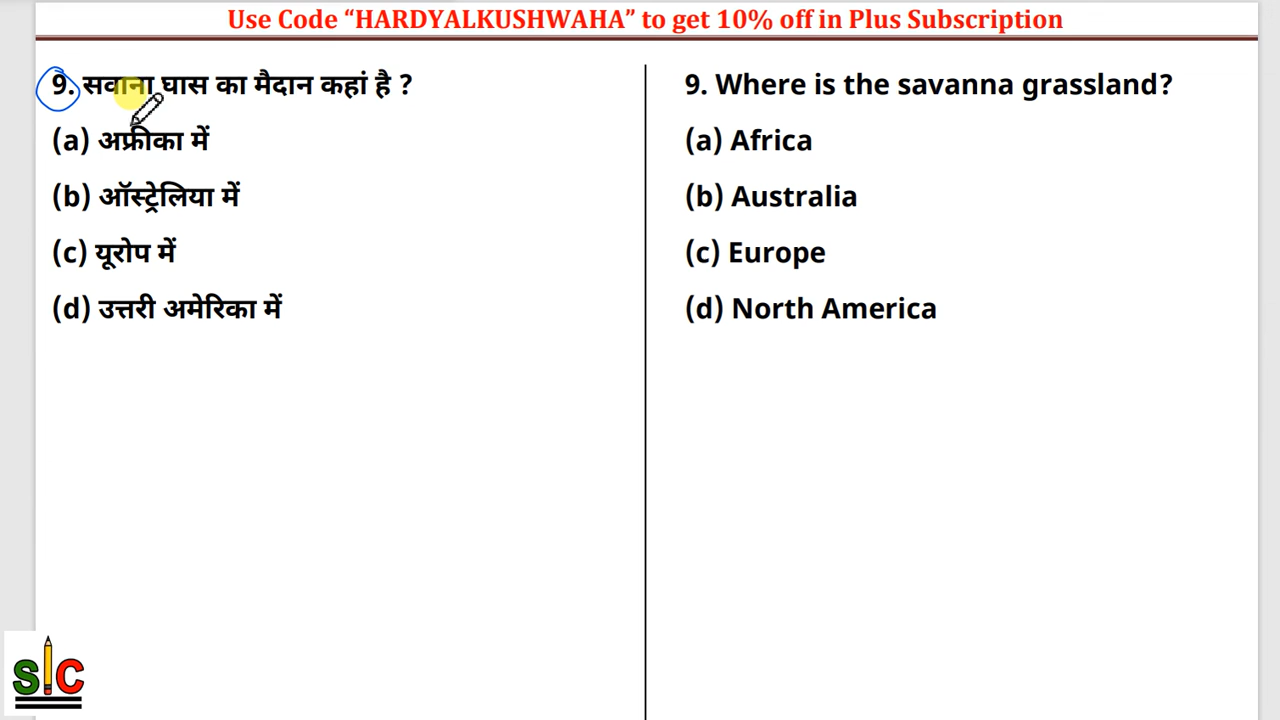 Use Code “HARDYALKUSHWAHA” to get 10% off in Plus Subscription
9. सवाना घास का मैदान कहां है ?
(a) अफ्रीका में
(b) ऑस्ट्रेलिया में
(c) यूरोप में
(d) उत्तरी अमेरिका में
9. Where is the savanna grassland?
(a) Africa
(b) Australia
(c) Europe
(d) North America
SIC